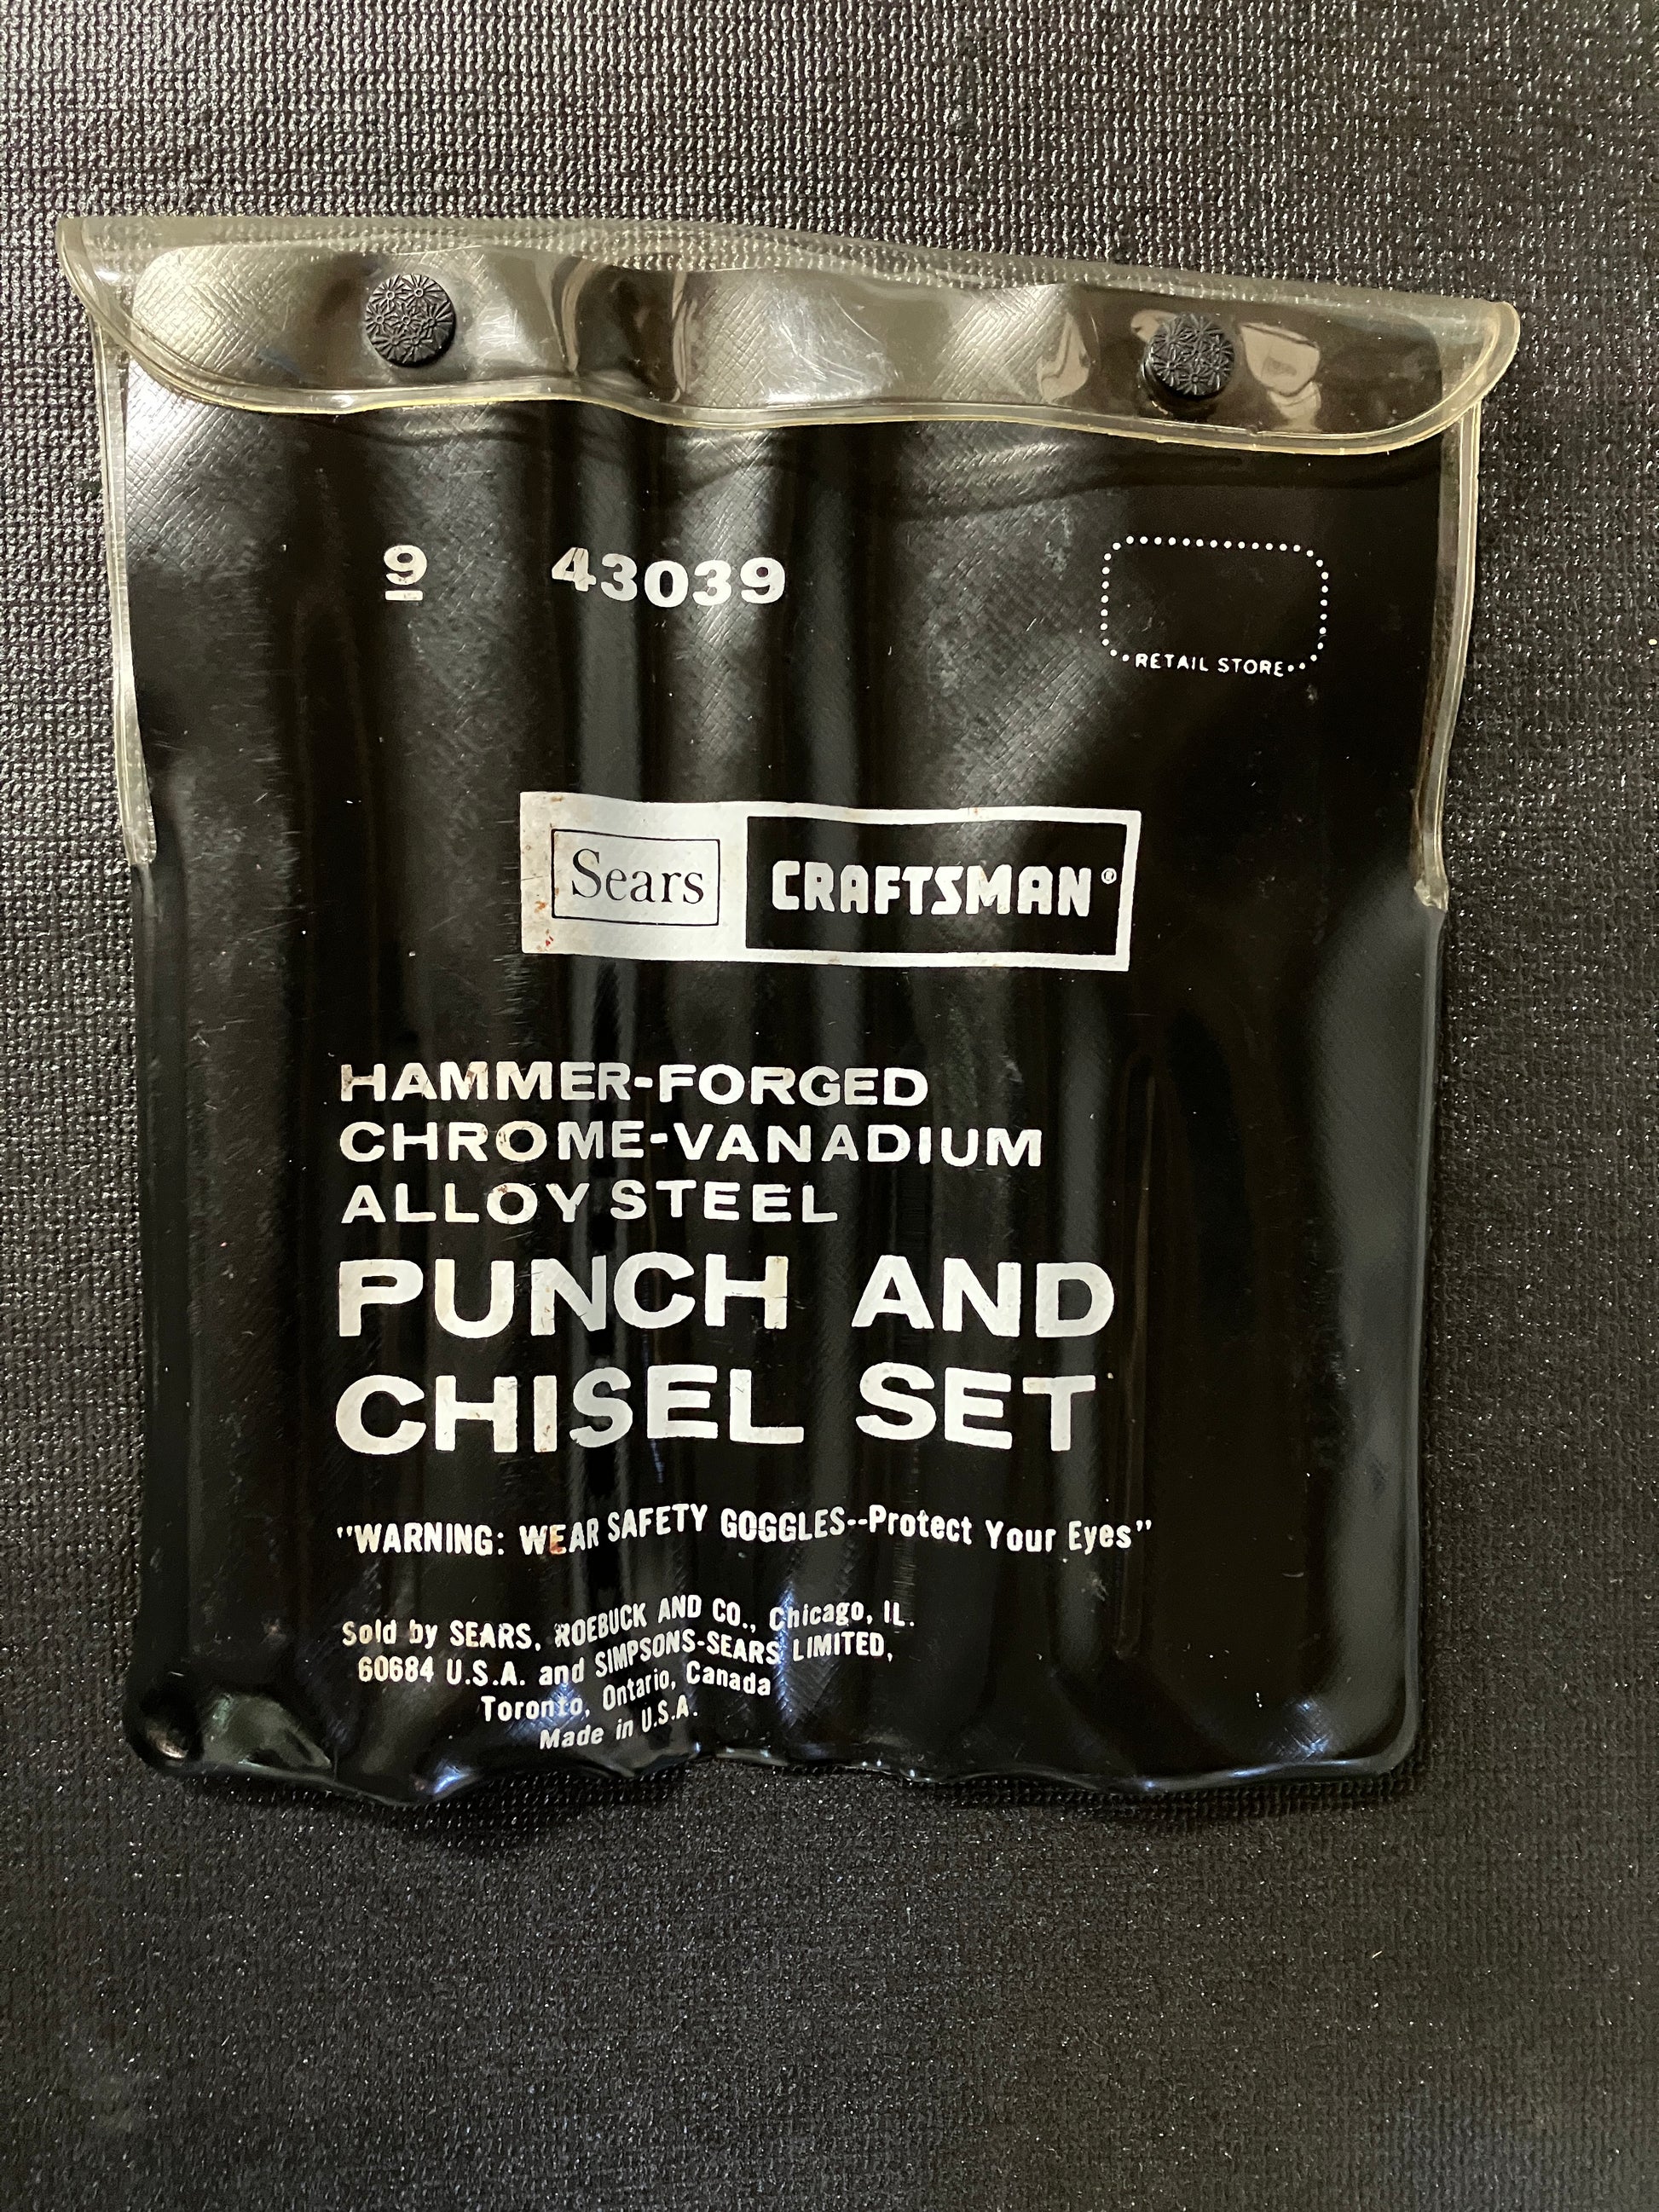 9 43039
RETAIL STORE
Sears CRAFTSMAN®
HAMMER-FORGED
CHROME-VANADIUM
ALLOY STEEL
PUNCH AND
CHISEL SET
"WARNING: WEAR SAFETY GOGGLES--Protect Your Eyes"
Sold by SEARS, ROEBUCK AND CO., Chicago, IL.
60684 U.S.A. and SIMPSONS-SEARS LIMITED,
Toronto, Ontario, Canada
Made in U.S.A.